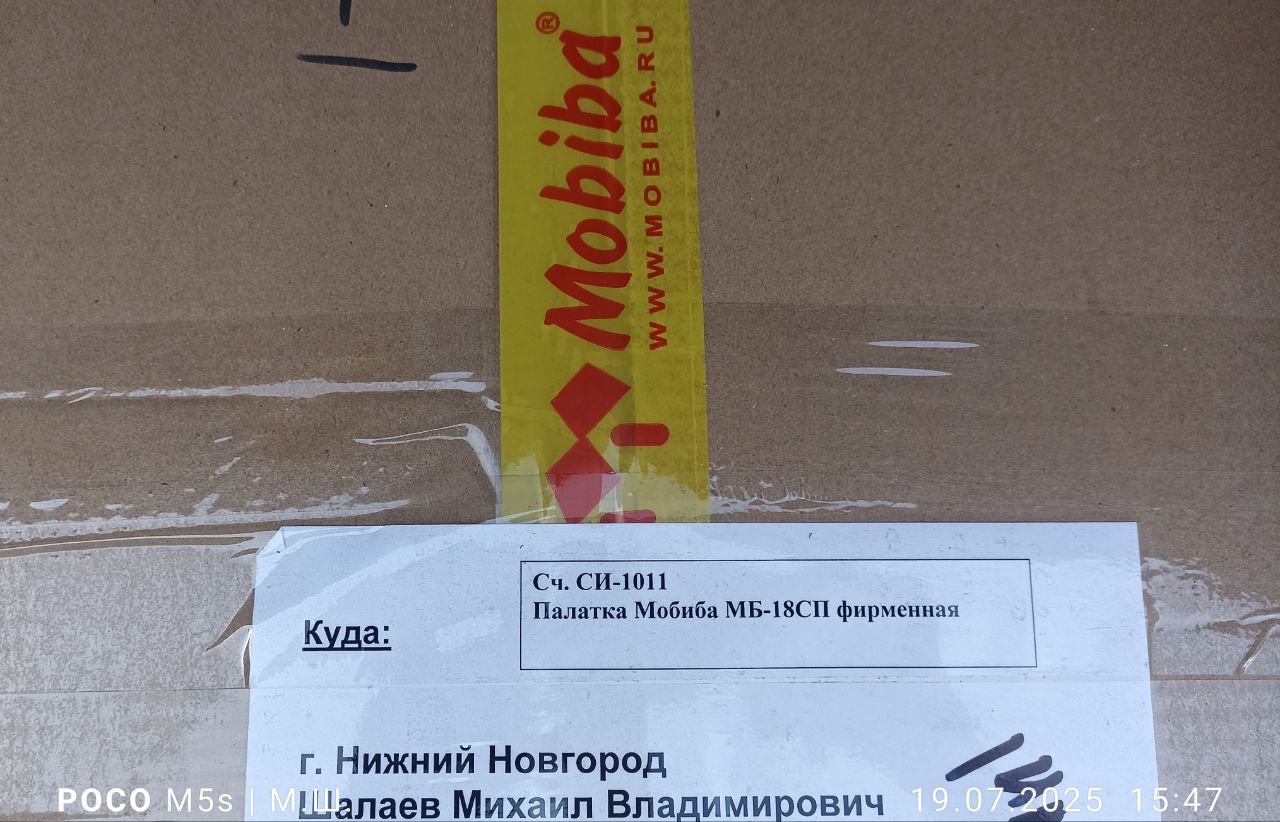 Mobiba®
WWW.MOBIBA.RU
Сч. СИ-1011
Палатка Мобиба МБ-18СП фирменная
Куда:
г. Нижний Новгород
Шалаев Михаил Владимирович
POCO M5s | МИШ
19.07.2025 15:47